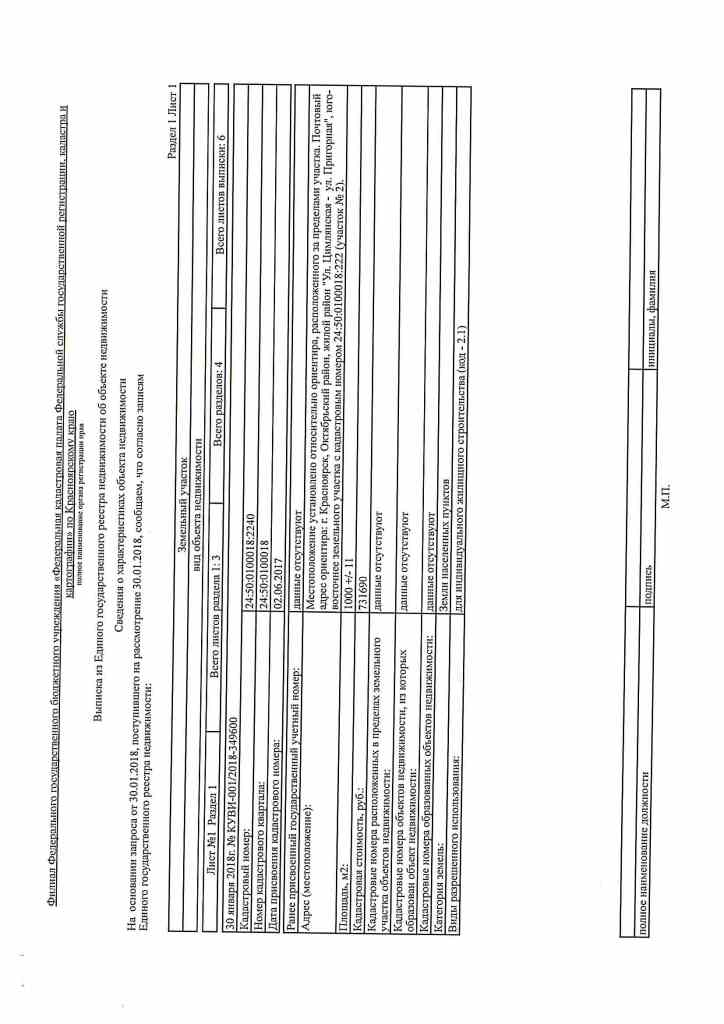 Филиал Федерального государственного бюджетного учреждения «Федеральная кадастровая палата Федеральной службы государственной регистрации, кадастра и
картографии» по Красноярскому краю
полное наименование органа регистрации прав
Выписка из Единого государственного реестра недвижимости об объекте недвижимости
Сведения о характеристиках объекта недвижимости
На основании запроса от 30.01.2018, поступившего на рассмотрение 30.01.2018, сообщаем, что согласно записям
Единого государственного реестра недвижимости:
Раздел 1 Лист 1
Земельный участок
вид объекта недвижимости
Лист №1 Раздел 1 Всего листов раздела 1: 3 Всего разделов: 4 Всего листов выписки: 6
30 января 2018г. № КУВИ-001/2018-349600
Кадастровый номер: 24:50:0100018:2240
Номер кадастрового квартала: 24:50:0100018
Дата присвоения кадастрового номера: 02.06.2017
Ранее присвоенный государственный учетный номер: данные отсутствуют
Адрес (местоположение): Местоположение установлено относительно ориентира, расположенного за пределами участка. Почтовый
адрес ориентира: г. Красноярск, Октябрьский район, жилой район "Ул. Цимлянская - ул. Пригорная", юго-
восточнее земельного участка с кадастровым номером 24:50:0100018:222 (участок № 2).
Площадь, м2: 1000 +/- 11
Кадастровая стоимость, руб.: 731690
Кадастровые номера расположенных в пределах земельного
участка объектов недвижимости: данные отсутствуют
Кадастровые номера объектов недвижимости, из которых
образован объект недвижимости: данные отсутствуют
Кадастровые номера образованных объектов недвижимости: данные отсутствуют
Категория земель: Земли населенных пунктов
Виды разрешенного использования: для индивидуального жилищного строительства (код - 2.1)
полное наименование должности подпись инициалы, фамилия
М.П.